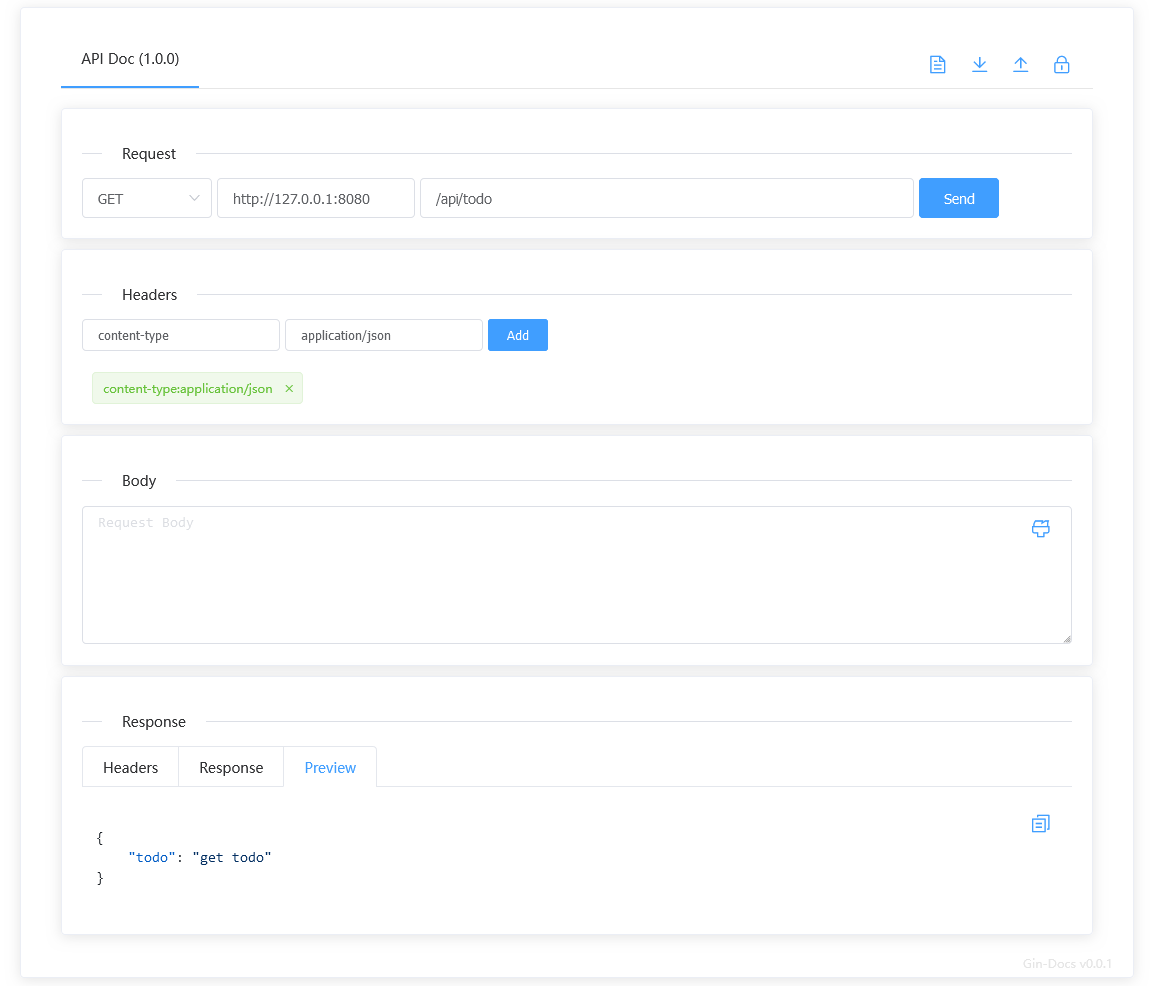 API Doc (1.0.0)
Request
GET http://127.0.0.1:8080 /api/todo Send
Headers
content-type application/json Add
content-type:application/json ×
Body
Request Body
Response
Headers Response Preview
{
    "todo": "get todo"
}
Gin-Docs v0.0.1